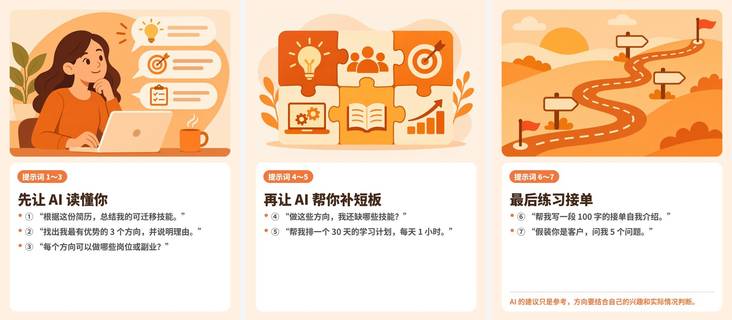 提示词 1～3
先让 AI 读懂你
• ① “根据这份简历，总结我的可迁移技能。”
• ② “找出我最有优势的 3 个方向，并说明理由。”
• ③ “每个方向可以做哪些岗位或副业？”
提示词 4～5
再让 AI 帮你补短板
• ④ “做这些方向，我还缺哪些技能？”
• ⑤ “帮我排一个 30 天的学习计划，每天 1 小时。”
提示词 6～7
最后练习接单
• ⑥ “帮我写一段 100 字的接单自我介绍。”
• ⑦ “假装你是客户，问我 5 个问题。”
AI 的建议只是参考，方向要结合自己的兴趣和实际情况判断。